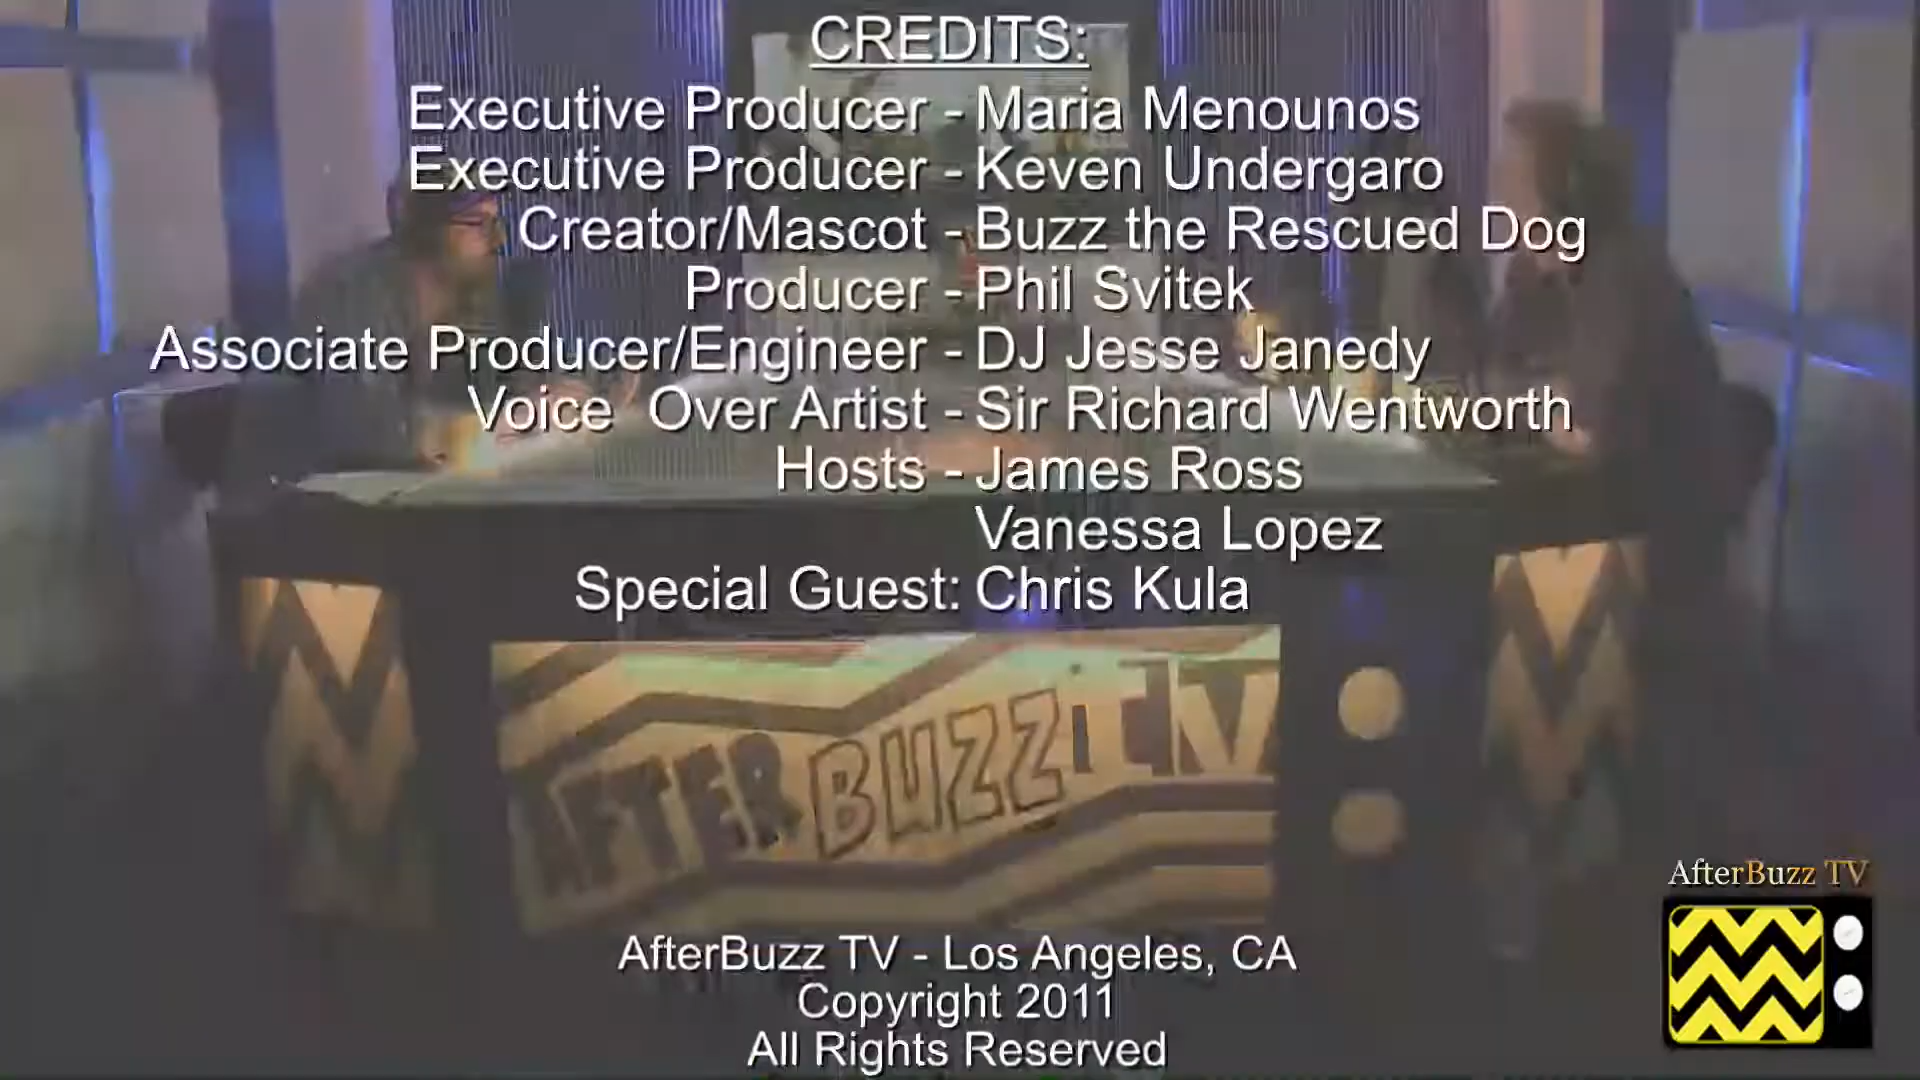 CREDITS:
Executive Producer - Maria Menounos
Executive Producer - Keven Undergaro
Creator/Mascot - Buzz the Rescued Dog
Producer - Phil Svitek
Associate Producer/Engineer - DJ Jesse Janedy
Voice Over Artist - Sir Richard Wentworth
Hosts - James Ross
Vanessa Lopez
Special Guest: Chris Kula
AFTER BUZZ TV
AfterBuzz TV
AfterBuzz TV - Los Angeles, CA
Copyright 2011
All Rights Reserved